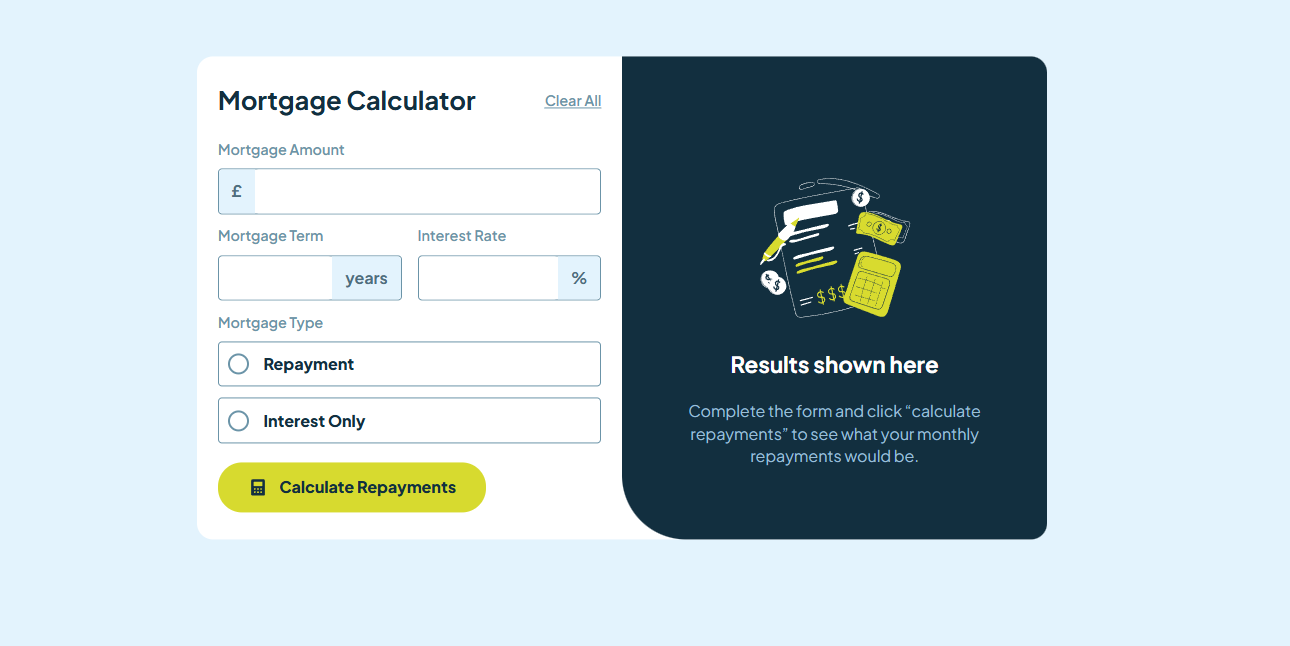 Mortgage Calculator
Clear All
Mortgage Amount
£
Mortgage Term
Interest Rate
years
%
Mortgage Type
Repayment
Interest Only
Calculate Repayments
$
$
$
$
$$$
Results shown here
Complete the form and click “calculate
repayments” to see what your monthly
repayments would be.